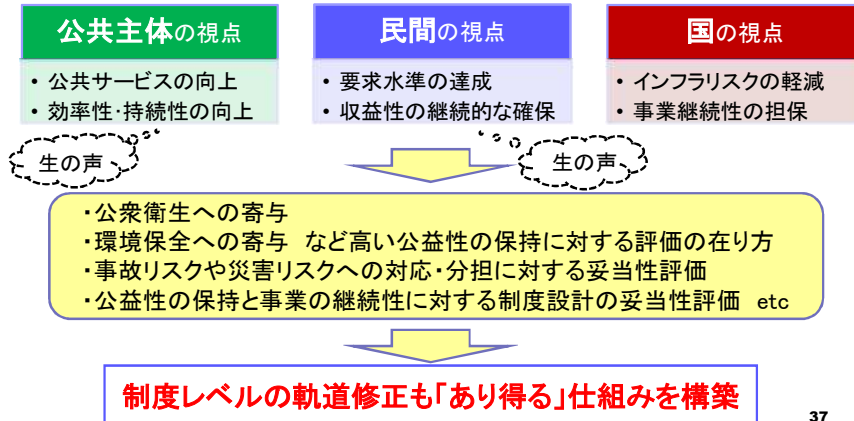 公共主体の視点
・公共サービスの向上
・効率性・持続性の向上
生の声
民間の視点
・要求水準の達成
・収益性の継続的な確保
生の声
国の視点
・インフラリスクの軽減
・事業継続性の担保
・公衆衛生への寄与
・環境保全への寄与 など高い公益性の保持に対する評価の在り方
・事故リスクや災害リスクへの対応・分担に対する妥当性評価
・公益性の保持と事業の継続性に対する制度設計の妥当性評価 etc
制度レベルの軌道修正も「あり得る」仕組みを構築
37